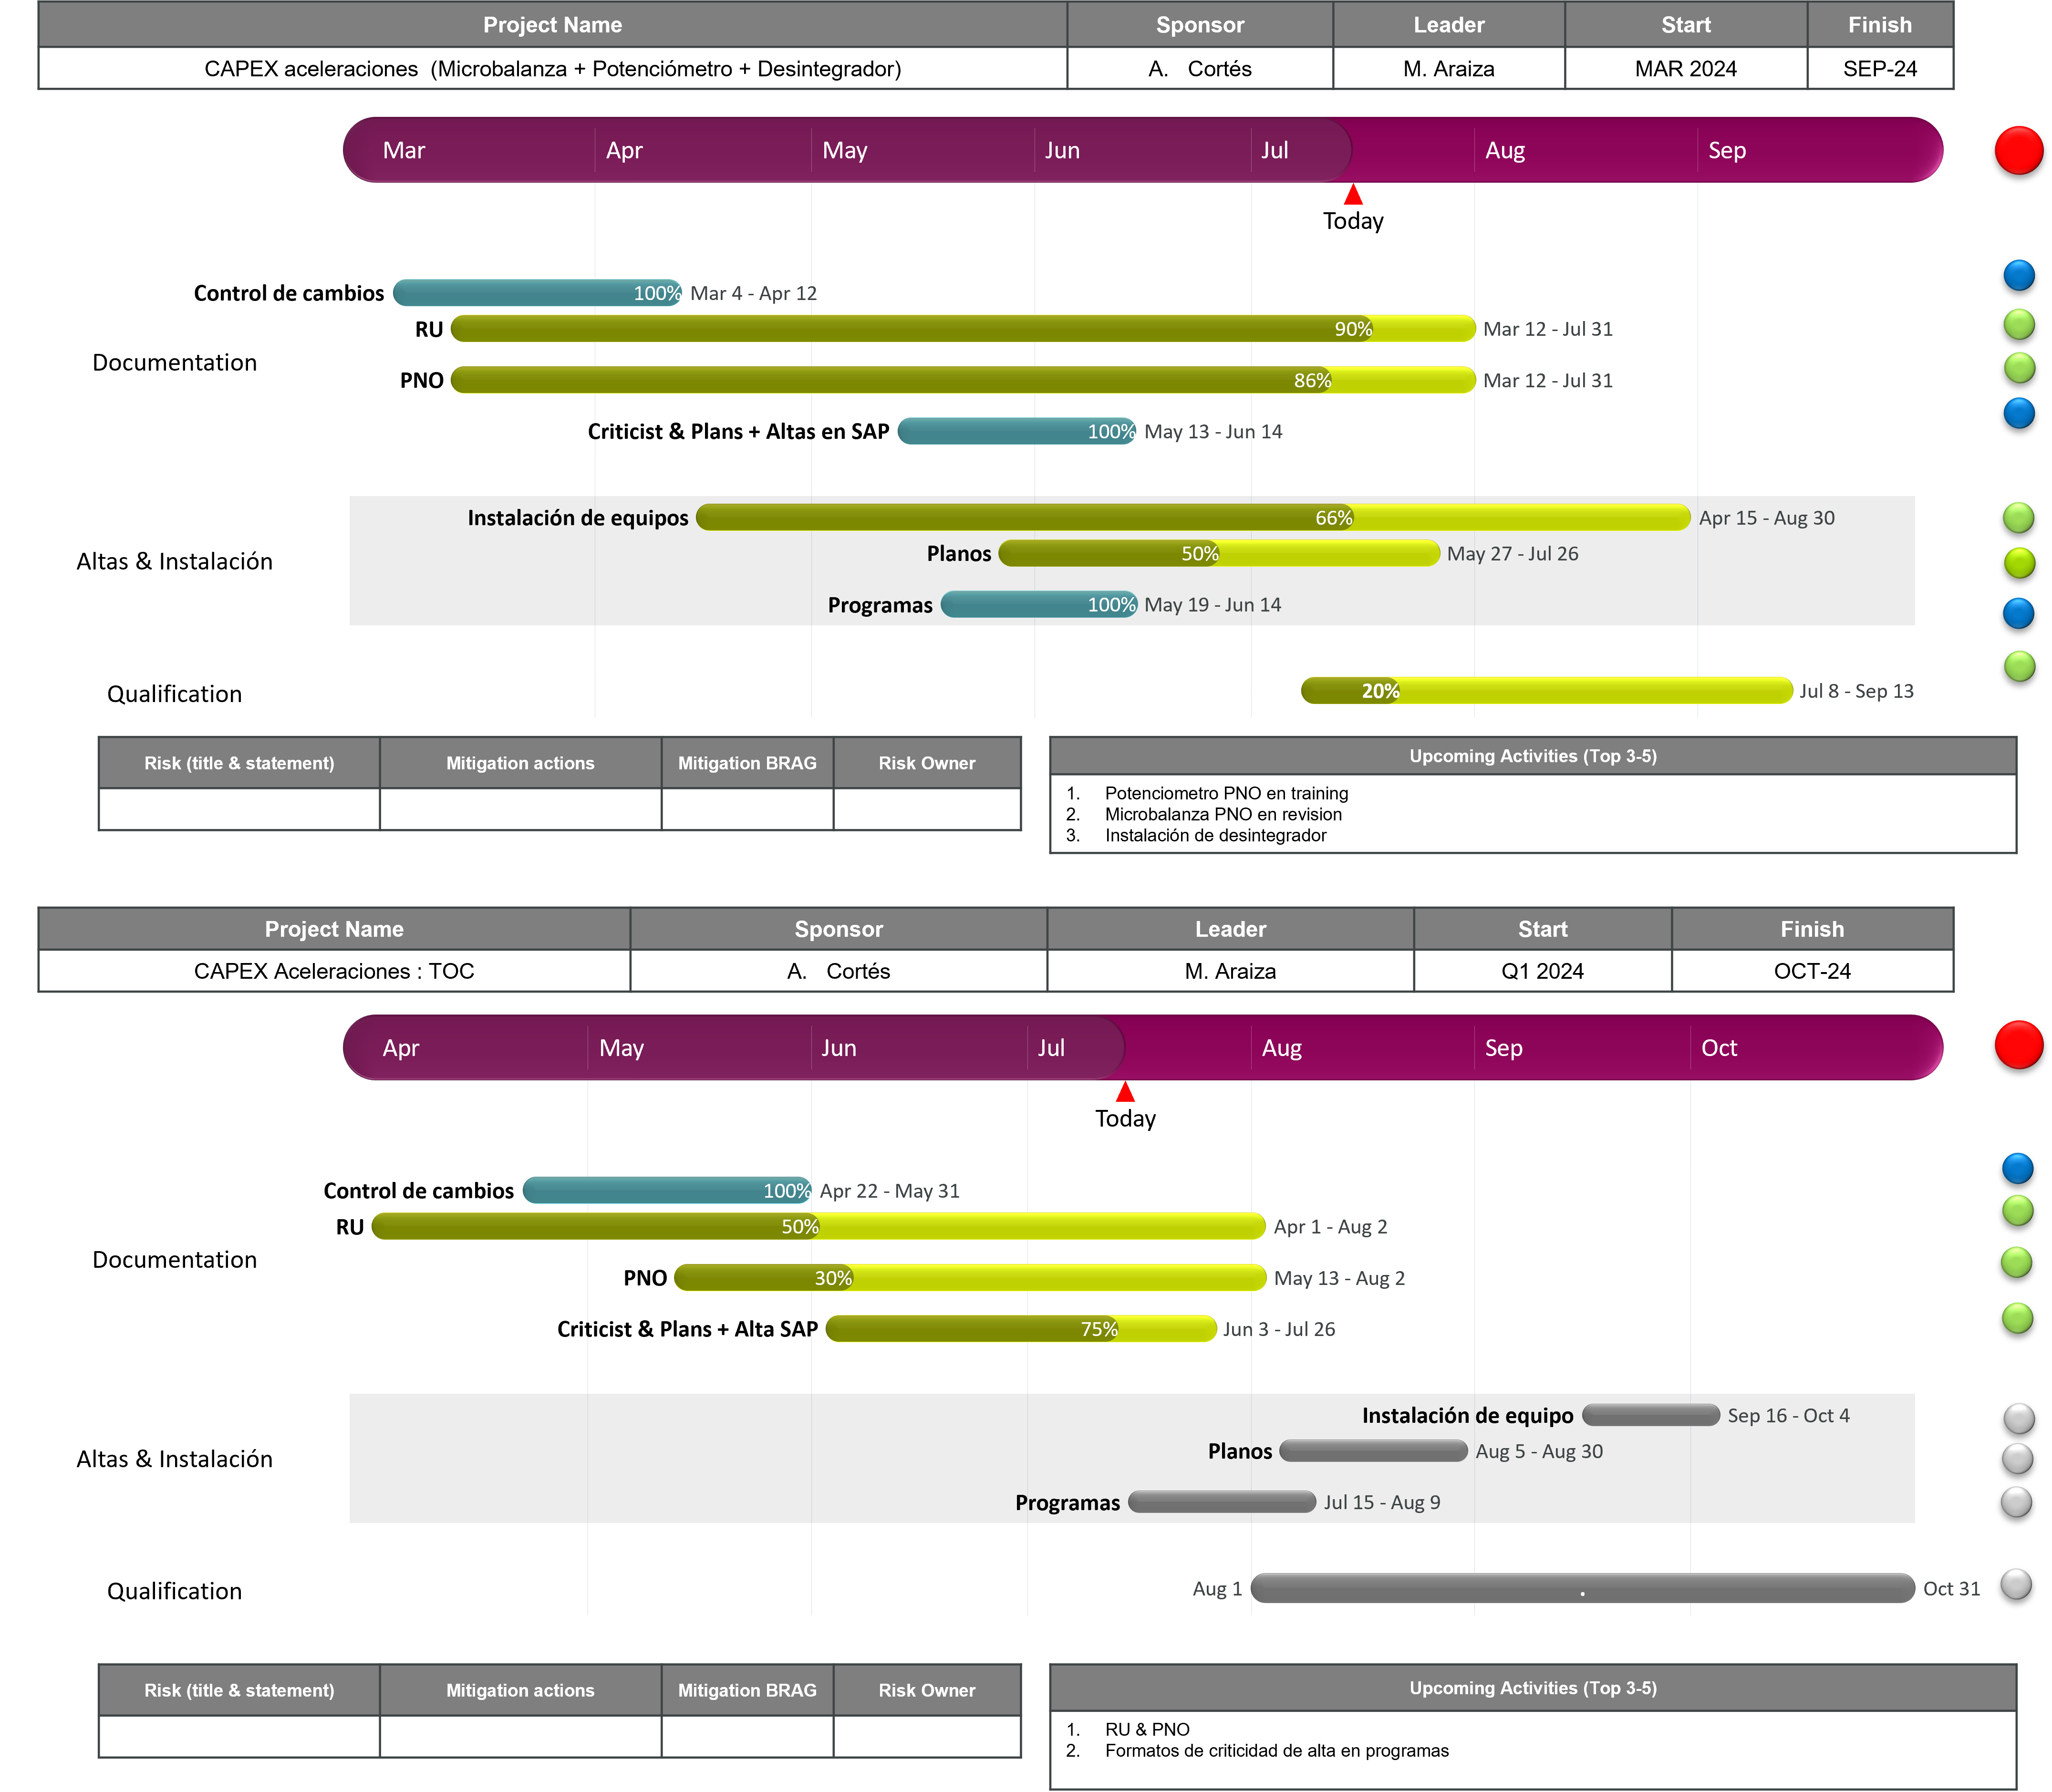 Project Name Sponsor Leader Start Finish
CAPEX aceleraciones (Microbalanza + Potenciómetro + Desintegrador) A. Cortés M. Araiza MAR 2024 SEP-24
Mar Apr May Jun Jul Aug Sep
Today
Control de cambios 100% Mar 4 - Apr 12
RU 90% Mar 12 - Jul 31
Documentation
PNO 86% Mar 12 - Jul 31
Criticist & Plans + Altas en SAP 100% May 13 - Jun 14
Instalación de equipos 66% Apr 15 - Aug 30
Planos 50% May 27 - Jul 26
Altas & Instalación
Programas 100% May 19 - Jun 14
Qualification 20% Jul 8 - Sep 13
Risk (title & statement) Mitigation actions Mitigation BRAG Risk Owner
Upcoming Activities (Top 3-5)
1. Potenciometro PNO en training
2. Microbalanza PNO en revision
3. Instalación de desintegrador
Project Name Sponsor Leader Start Finish
CAPEX Aceleraciones : TOC A. Cortés M. Araiza Q1 2024 OCT-24
Apr May Jun Jul Aug Sep Oct
Today
Control de cambios 100% Apr 22 - May 31
RU 50% Apr 1 - Aug 2
Documentation
PNO 30% May 13 - Aug 2
Criticist & Plans + Alta SAP 75% Jun 3 - Jul 26
Instalación de equipo Sep 16 - Oct 4
Planos Aug 5 - Aug 30
Altas & Instalación
Programas Jul 15 - Aug 9
Qualification Aug 1 . Oct 31
Risk (title & statement) Mitigation actions Mitigation BRAG Risk Owner
Upcoming Activities (Top 3-5)
1. RU & PNO
2. Formatos de criticidad de alta en programas